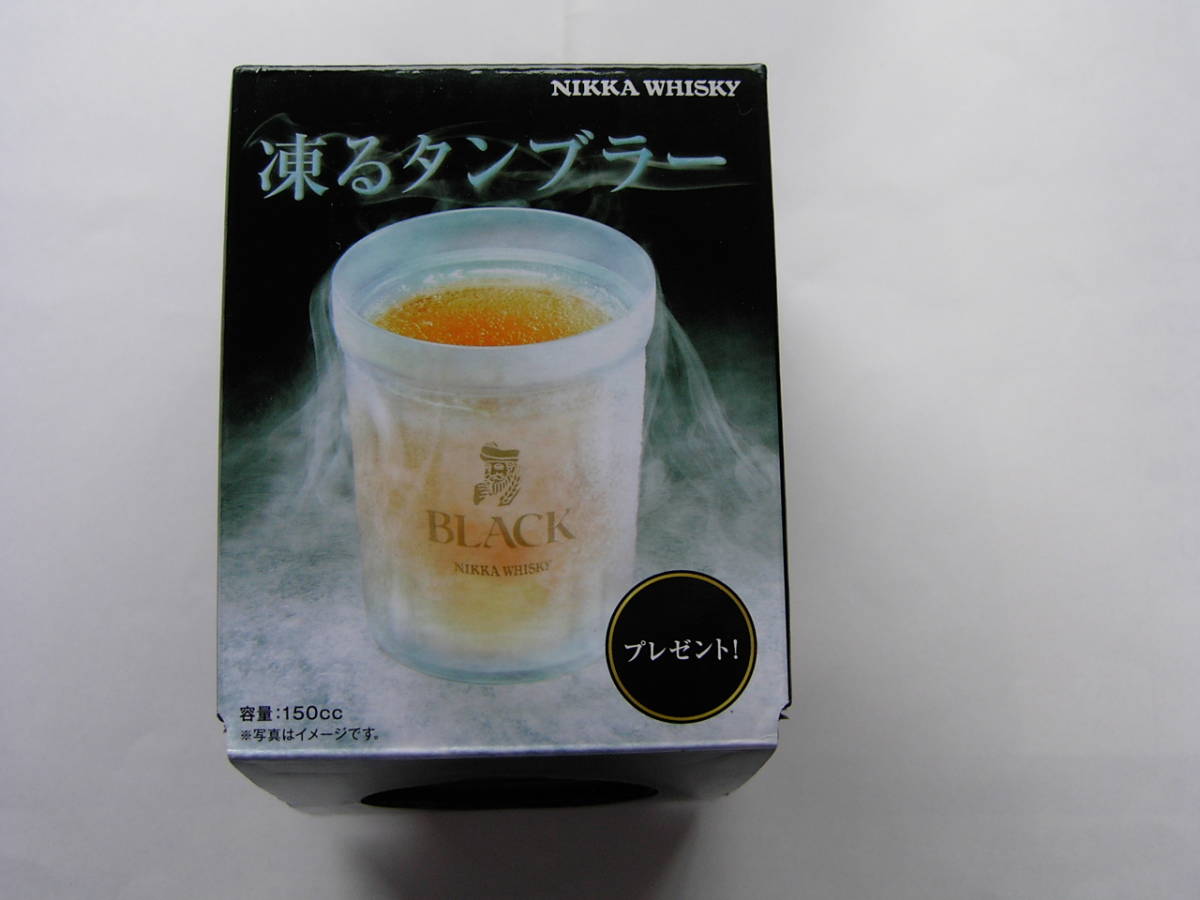 NIKKA WHISKY
凍るタンブラー
BLACK
NIKKA WHISKY
プレゼント!
容量:150cc
※写真はイメージです。